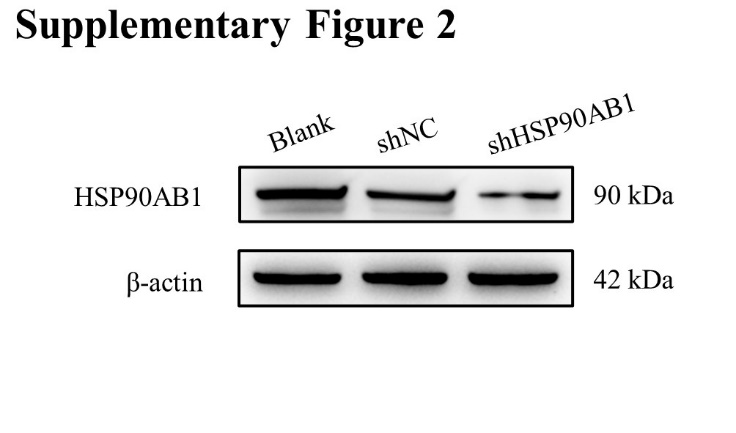 Supplementary Figure 2
Blank shNC shHSP90AB1
HSP90AB1 90 kDa
β-actin 42 kDa